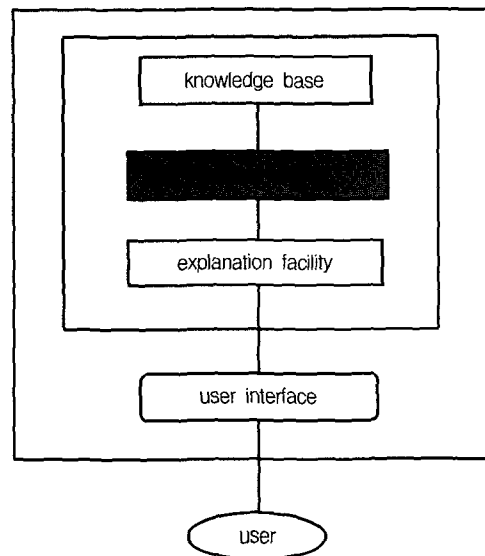 knowledge base
explanation facility
user interface
user